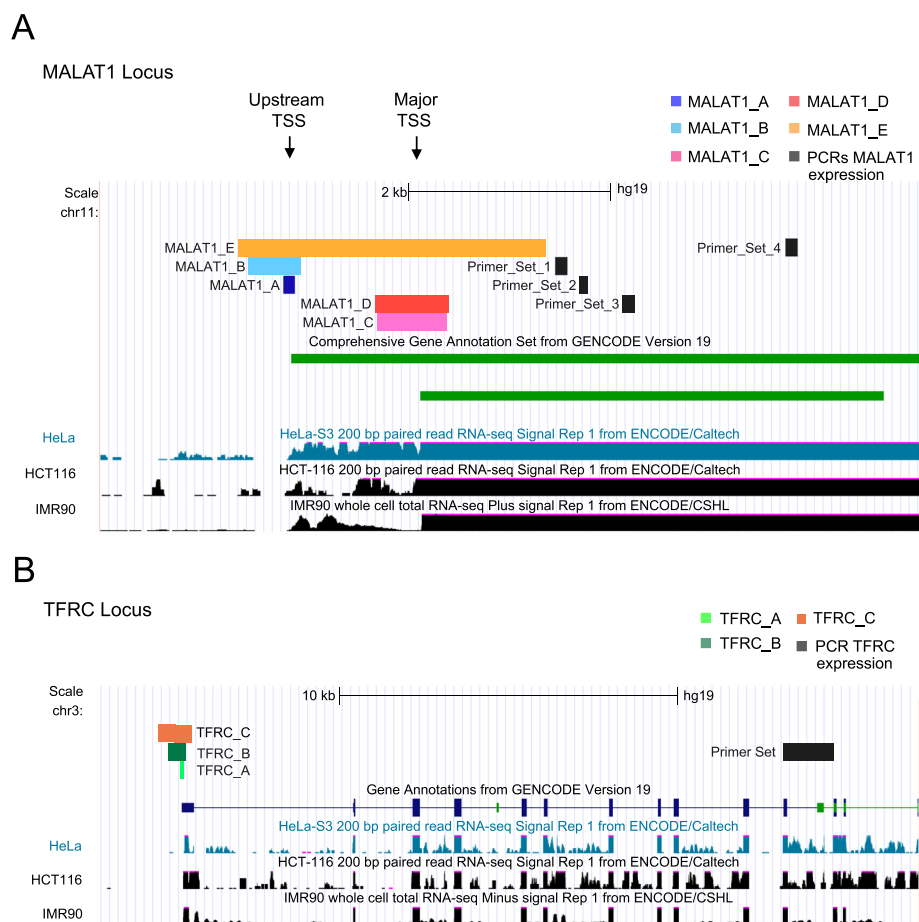 A
MALAT1 Locus
Upstream TSS
Major TSS
MALAT1_A
MALAT1_B
MALAT1_C
MALAT1_D
MALAT1_E
PCRs MALAT1 expression
Scale
chr11:
2 kb
hg19
MALAT1_E
Primer_Set_4
MALAT1_B
Primer_Set_1
MALAT1_A
Primer_Set_2
MALAT1_D
Primer_Set_3
MALAT1_C
Comprehensive Gene Annotation Set from GENCODE Version 19
HeLa
HeLa-S3 200 bp paired read RNA-seq Signal Rep 1 from ENCODE/Caltech
HCT116
HCT-116 200 bp paired read RNA-seq Signal Rep 1 from ENCODE/Caltech
IMR90
IMR90 whole cell total RNA-seq Plus signal Rep 1 from ENCODE/CSHL
B
TFRC Locus
TFRC_A
TFRC_B
TFRC_C
PCR TFRC expression
Scale
chr3:
10 kb
hg19
TFRC_C
TFRC_B
Primer Set
TFRC_A
Gene Annotations from GENCODE Version 19
HeLa-S3 200 bp paired read RNA-seq Signal Rep 1 from ENCODE/Caltech
HeLa
HCT-116 200 bp paired read RNA-seq Signal Rep 1 from ENCODE/Caltech
HCT116
IMR90 whole cell total RNA-seq Minus signal Rep 1 from ENCODE/CSHL
IMR90